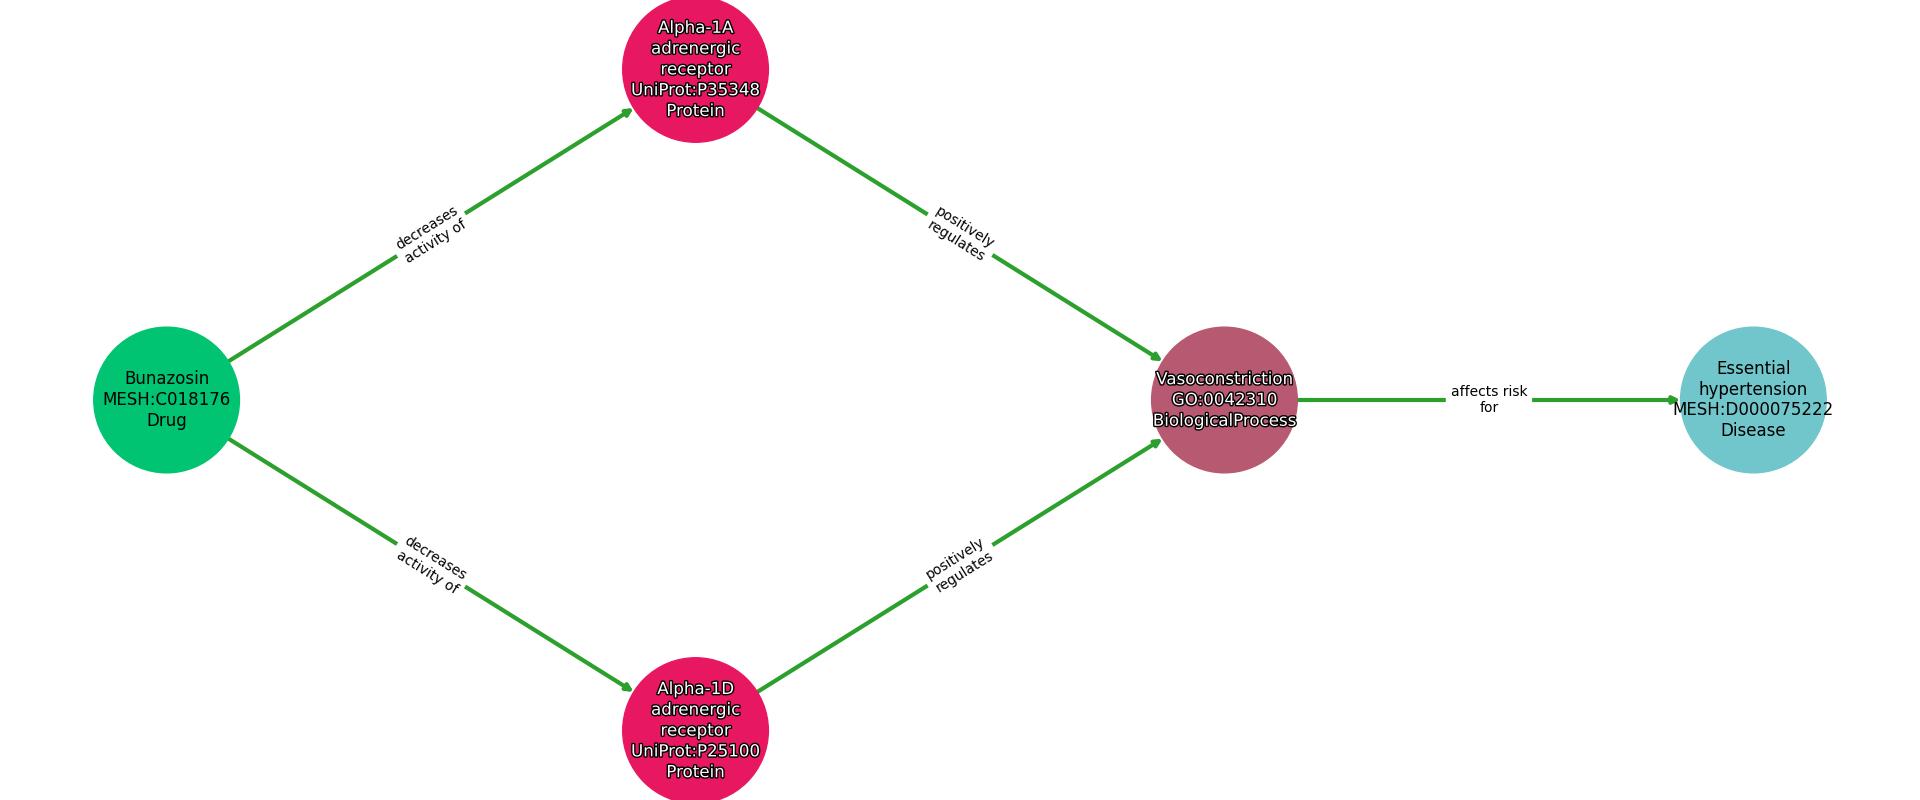 Alpha-1A
adrenergic
receptor
UniProt:P35348
Protein
decreases
activity of
positively
regulates
Bunazosin
MESH:C018176
Drug
Vasoconstriction
GO:0042310
BiologicalProcess
affects risk
for
Essential
hypertension
MESH:D000075222
Disease
decreases
activity of
positively
regulates
Alpha-1D
adrenergic
receptor
UniProt:P25100
Protein